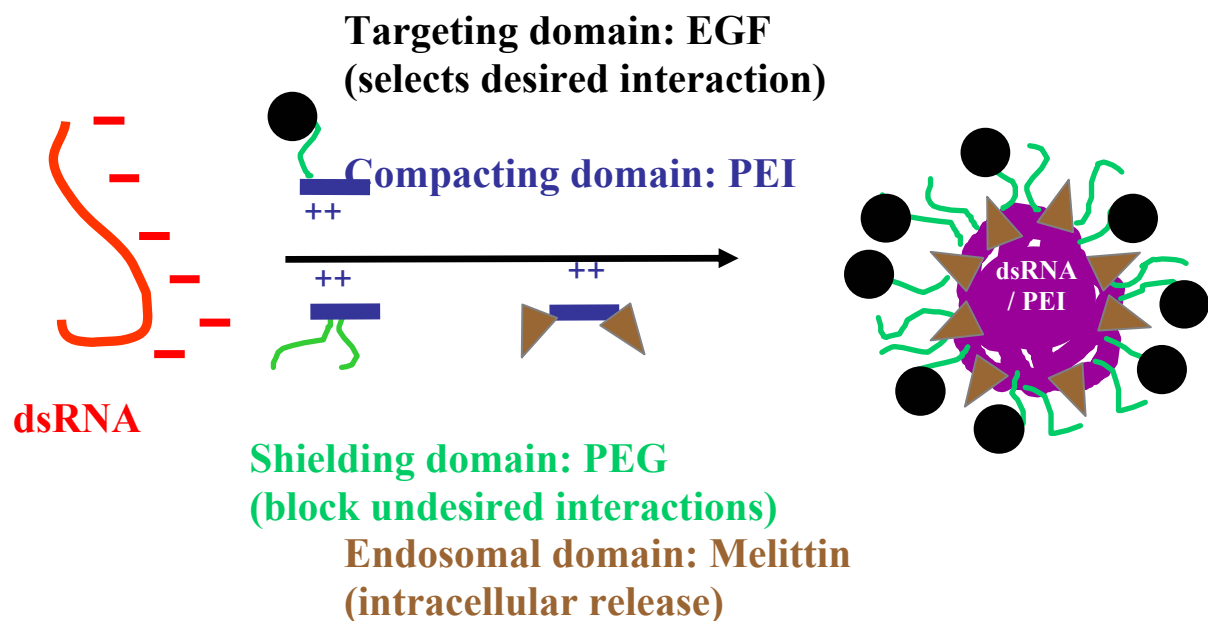 Targeting domain: EGF
(selects desired interaction)
Compacting domain: PEI
++
++
++
dsRNA
/ PEI
dsRNA
Shielding domain: PEG
(block undesired interactions)
Endosomal domain: Melittin
(intracellular release)